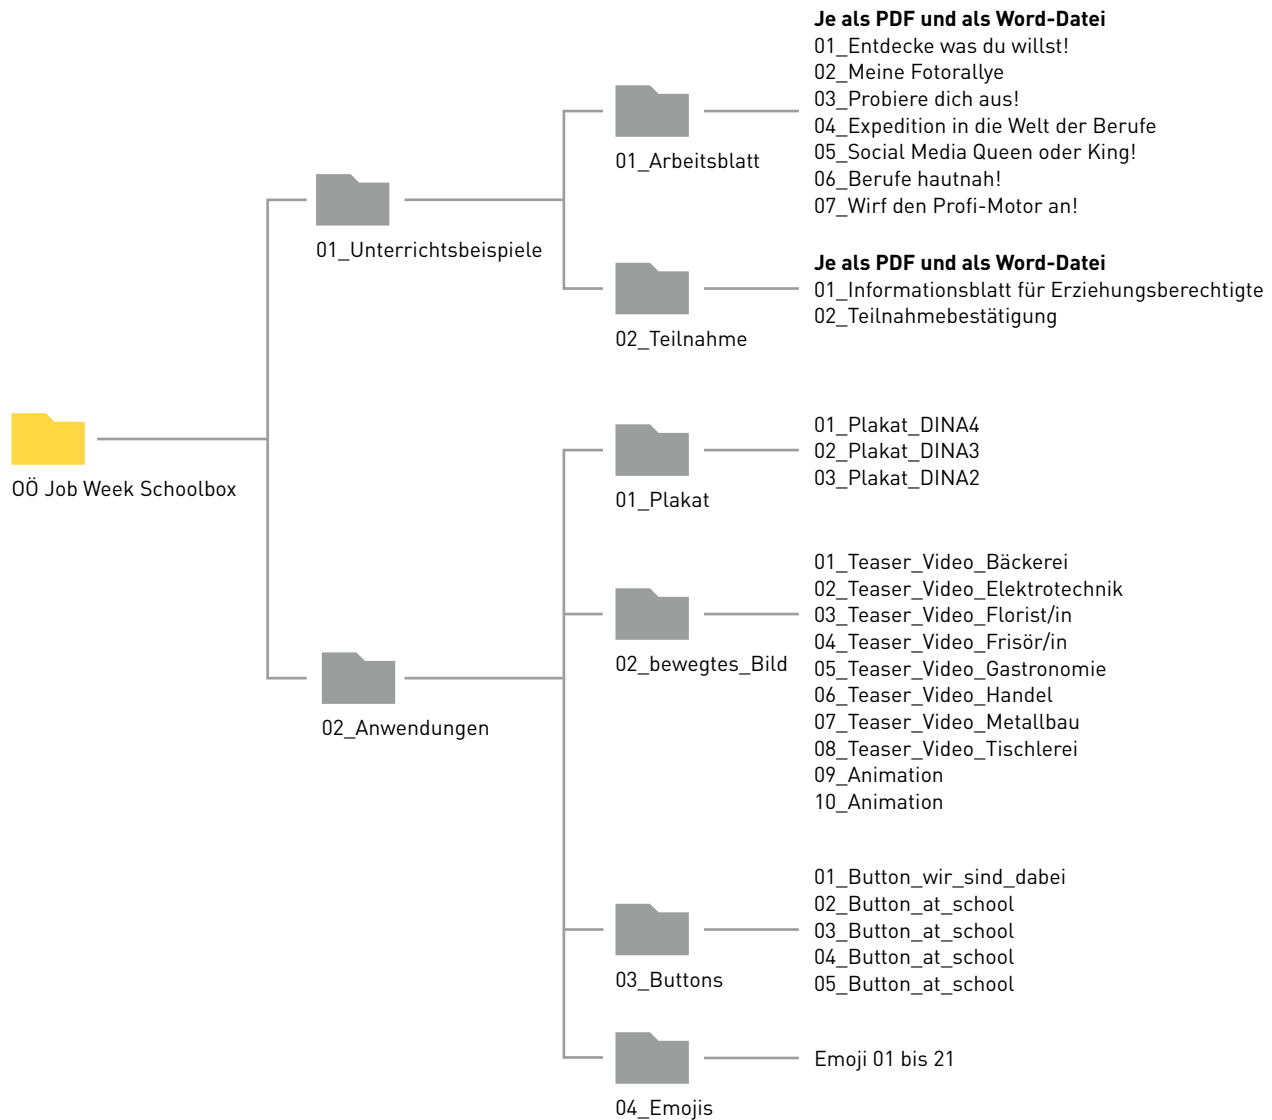 Je als PDF und als Word-Datei
01_Entdecke was du willst!
02_Meine Fotorallye
03_Probiere dich aus!
04_Expedition in die Welt der Berufe
05_Social Media Queen oder King!
06_Berufe hautnah!
07_Wirf den Profi-Motor an!
01_Arbeitsblatt
01_Unterrichtsbeispiele
Je als PDF und als Word-Datei
01_Informationsblatt für Erziehungsberechtigte
02_Teilnahmebestätigung
02_Teilnahme
OÖ Job Week Schoolbox
01_Plakat_DINA4
02_Plakat_DINA3
03_Plakat_DINA2
01_Plakat
01_Teaser_Video_Bäckerei
02_Teaser_Video_Elektrotechnik
03_Teaser_Video_Florist/in
04_Teaser_Video_Frisör/in
05_Teaser_Video_Gastronomie
06_Teaser_Video_Handel
07_Teaser_Video_Metallbau
08_Teaser_Video_Tischlerei
09_Animation
10_Animation
02_bewegtes_Bild
02_Anwendungen
01_Button_wir_sind_dabei
02_Button_at_school
03_Button_at_school
04_Button_at_school
05_Button_at_school
03_Buttons
Emoji 01 bis 21
04_Emojis